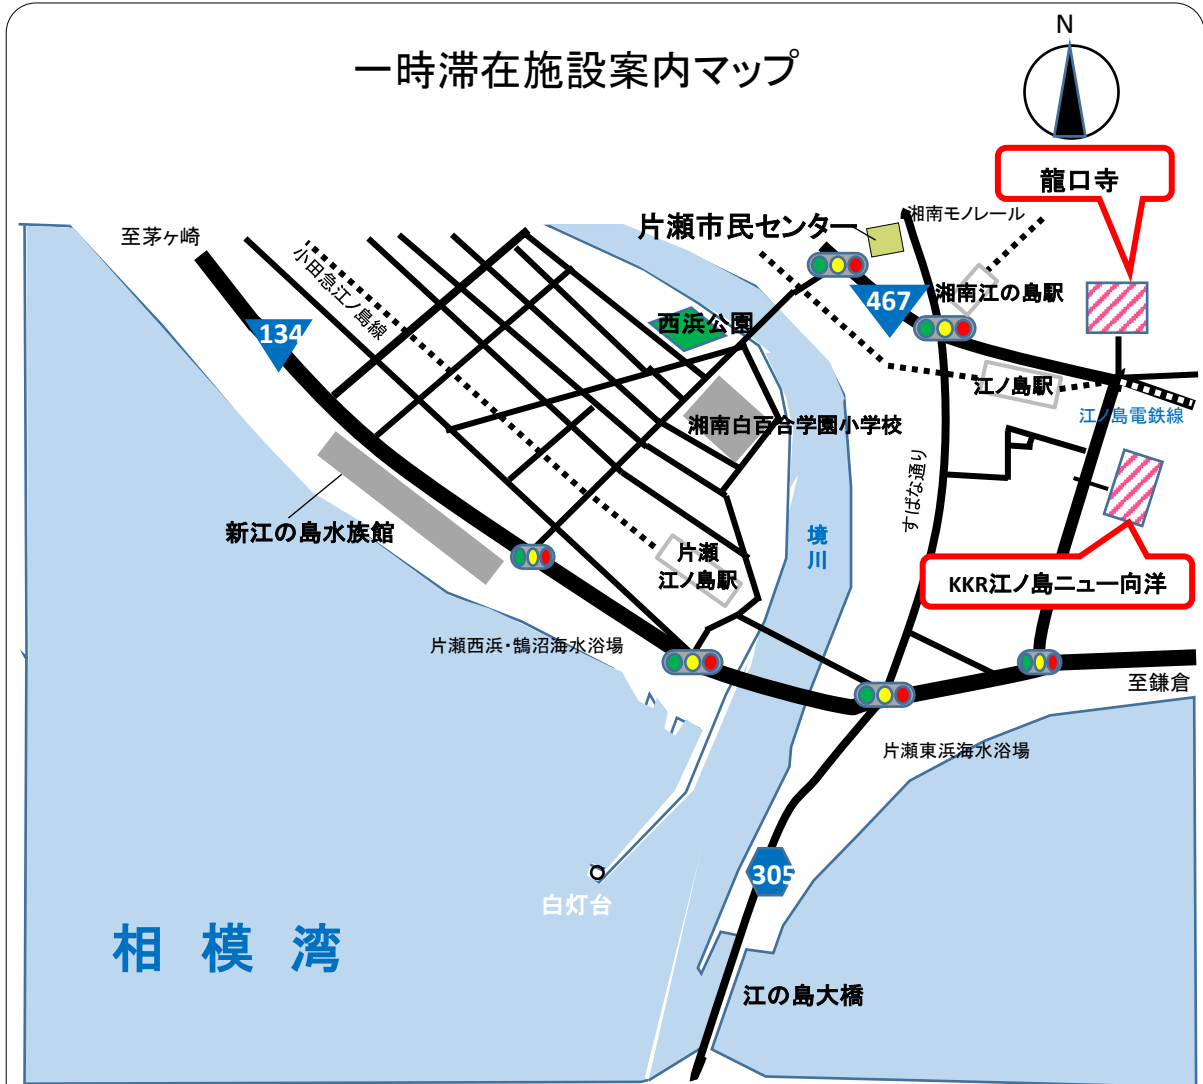 N
一時滞在施設案内マップ
龍口寺
湘南モノレール
片瀬市民センター
至茅ヶ崎
小田急江ノ島線
湘南江の島駅
467
西浜公園
134
江ノ島駅
江ノ島電鉄線
湘南白百合学園小学校
すばな通り
新江の島水族館
境川
片瀬
江ノ島駅
KKR江ノ島ニュー向洋
片瀬西浜・鵠沼海水浴場
至鎌倉
片瀬東浜海水浴場
305
白灯台
相模湾
江の島大橋